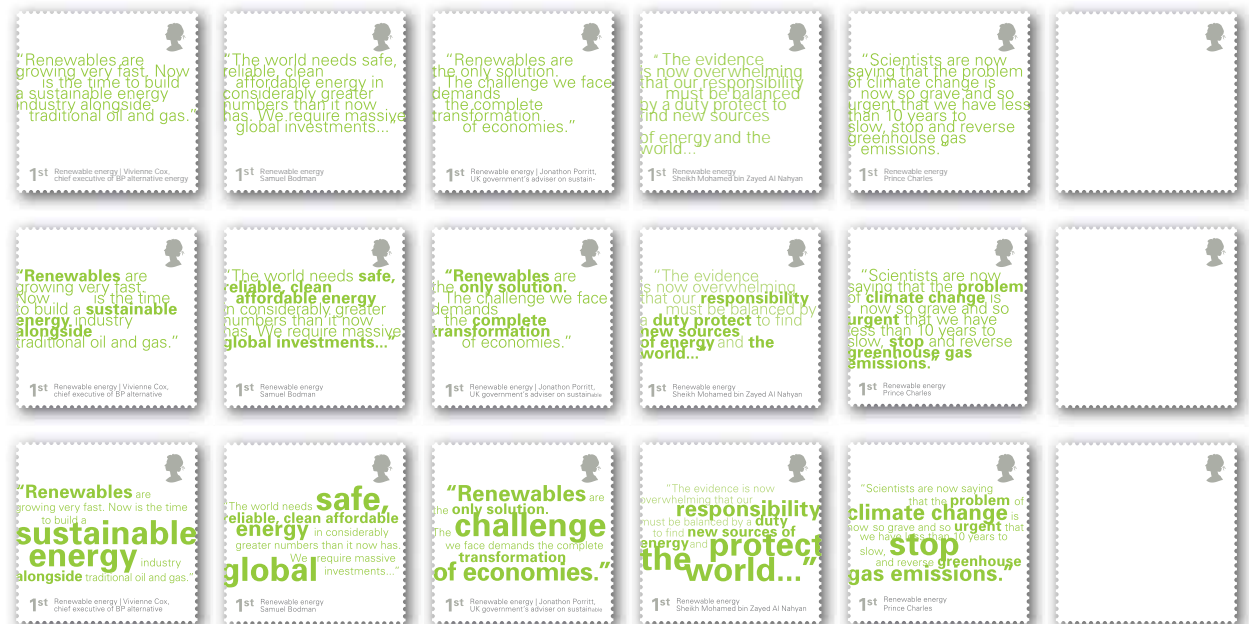 “Renewables are
growing very fast. Now
is the time to build
a sustainable energy
industry alongside
traditional oil and gas.”
1st
Renewable energy | Vivienne Cox,
chief executive of BP alternative energy
“The world needs safe,
reliable, clean
affordable energy in
considerably greater
numbers than it now
has. We require massive
global investments...”
1st
Renewable energy
Samuel Bodman
“Renewables are
the only solution.
The challenge we face
demands
the complete
transformation
of economies.”
1st
Renewable energy | Jonathon Porritt,
UK government’s adviser on sustain-
“The evidence
is now overwhelming
that our responsibility
must be balanced
by a duty protect to
find new sources
of energy and the
world...”
1st
Renewable energy
Sheikh Mohamed bin Zayed Al Nahyan
“Scientists are now
saying that the problem
of climate change is
now so grave and so
urgent that we have less
than 10 years to
slow, stop and reverse
greenhouse gas
emissions.”
1st
Renewable energy
Prince Charles
“Renewables are
growing very fast.
Now is the time
to build a sustainable
energy industry
alongside
traditional oil and gas.”
1st
Renewable energy | Vivienne Cox,
chief executive of BP alternative
“The world needs safe,
reliable, clean
affordable energy
in considerably greater
numbers than it now
has. We require massive
global investments...”
1st
Renewable energy
Samuel Bodman
“Renewables are
the only solution.
The challenge we face
demands
the complete
transformation
of economies.”
1st
Renewable energy | Jonathon Porritt,
UK government’s adviser on sustainable
“The evidence
is now overwhelming
that our responsibility
must be balanced by
a duty protect to find
new sources
of energy and the
world...”
1st
Renewable energy
Sheikh Mohamed bin Zayed Al Nahyan
“Scientists are now
saying that the problem
of climate change is
now so grave and so
urgent that we have
less than 10 years to
slow, stop and reverse
greenhouse gas
emissions.”
1st
Renewable energy
Prince Charles
“Renewables are
growing very fast. Now is the time
to build a
sustainable
energy industry
alongside traditional oil and gas.”
1st
Renewable energy | Vivienne Cox,
chief executive of BP alternative
“The world needs safe,
reliable, clean affordable
energy in considerably
greater numbers than it now has.
We require massive
global investments...”
1st
Renewable energy
Samuel Bodman
“Renewables are
the only solution.
The challenge
we face demands the complete
transformation
of economies.”
1st
Renewable energy | Jonathon Porritt,
UK government’s adviser on sustainable
“The evidence is now
overwhelming that our
responsibility
must be balanced by a duty
to find new sources of
energy and protect
the world...”
1st
Renewable energy
Sheikh Mohamed bin Zayed Al Nahyan
“Scientists are now saying
that the problem of
climate change is
now so grave and so urgent that
we have less than 10 years to
slow, stop
and reverse greenhouse
gas emissions.”
1st
Renewable energy
Prince Charles